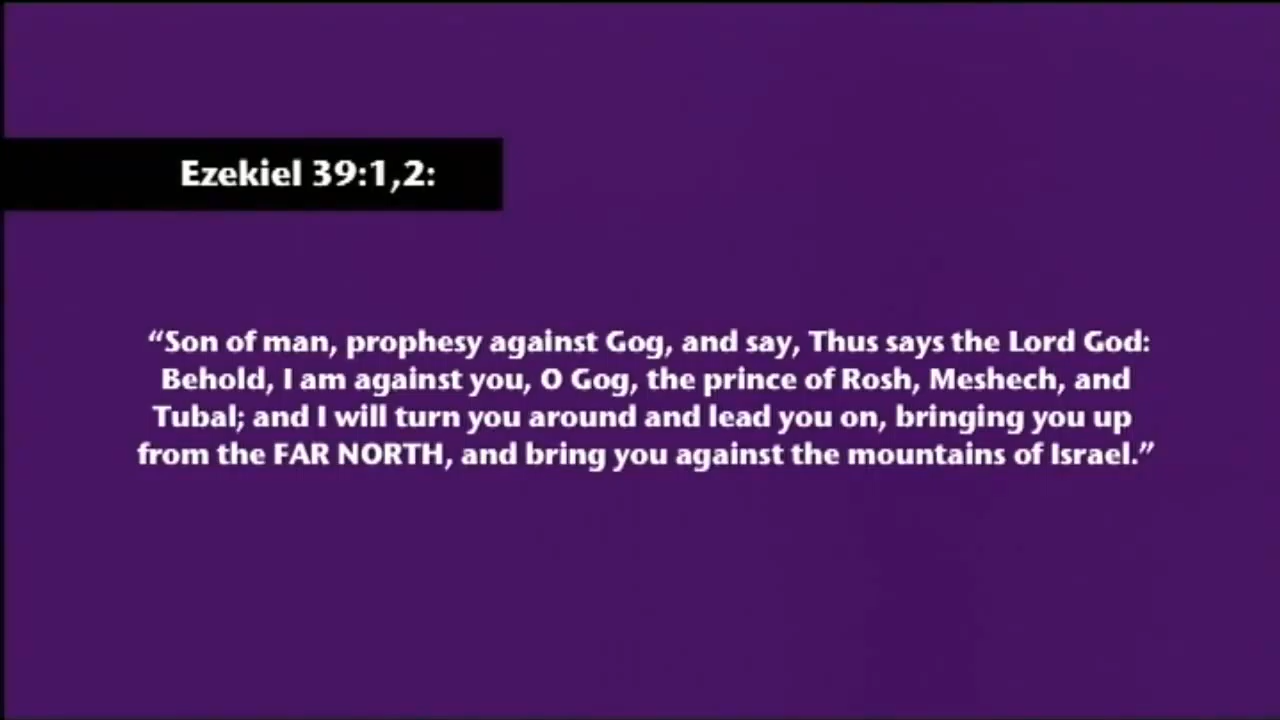 Ezekiel 39:1,2:
“Son of man, prophesy against Gog, and say, Thus says the Lord God:
Behold, I am against you, O Gog, the prince of Rosh, Meshech, and
Tubal; and I will turn you around and lead you on, bringing you up
from the FAR NORTH, and bring you against the mountains of Israel.”